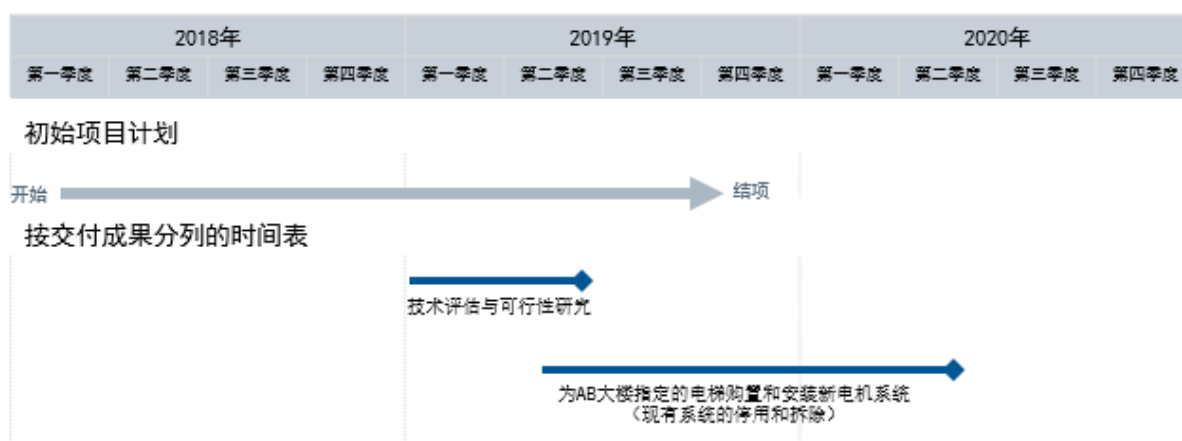 2018年 2019年 2020年
第一季度 第二季度 第三季度 第四季度 第一季度 第二季度 第三季度 第四季度 第一季度 第二季度 第三季度 第四季度
初始项目计划
开始 结项
按交付成果分列的时间表
技术评估与可行性研究
为AB大楼指定的电梯购置和安装新电机系统
（现有系统的停用和拆除）